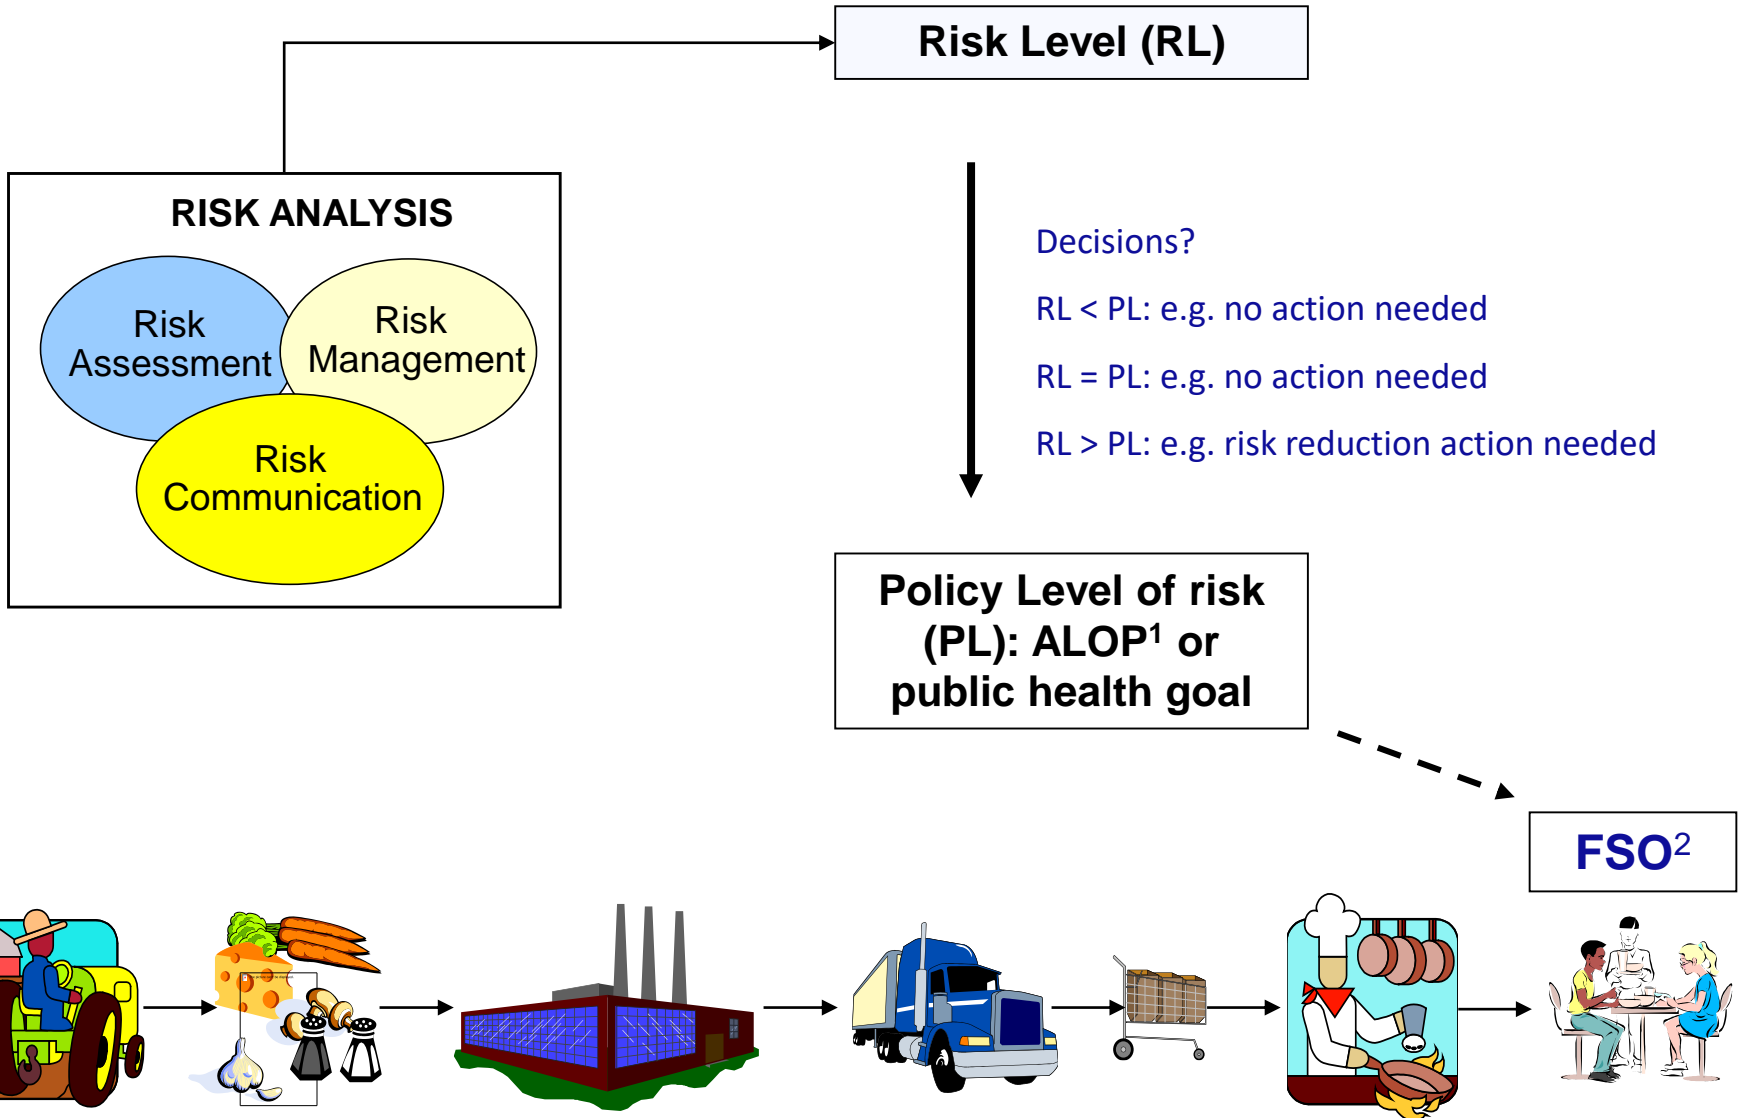 Risk Level (RL)
RISK ANALYSIS
Risk
Assessment
Risk
Management
Risk
Communication
Decisions?
RL < PL: e.g. no action needed
RL = PL: e.g. no action needed
RL > PL: e.g. risk reduction action needed
Policy Level of risk
(PL): ALOP¹ or
public health goal
FSO²